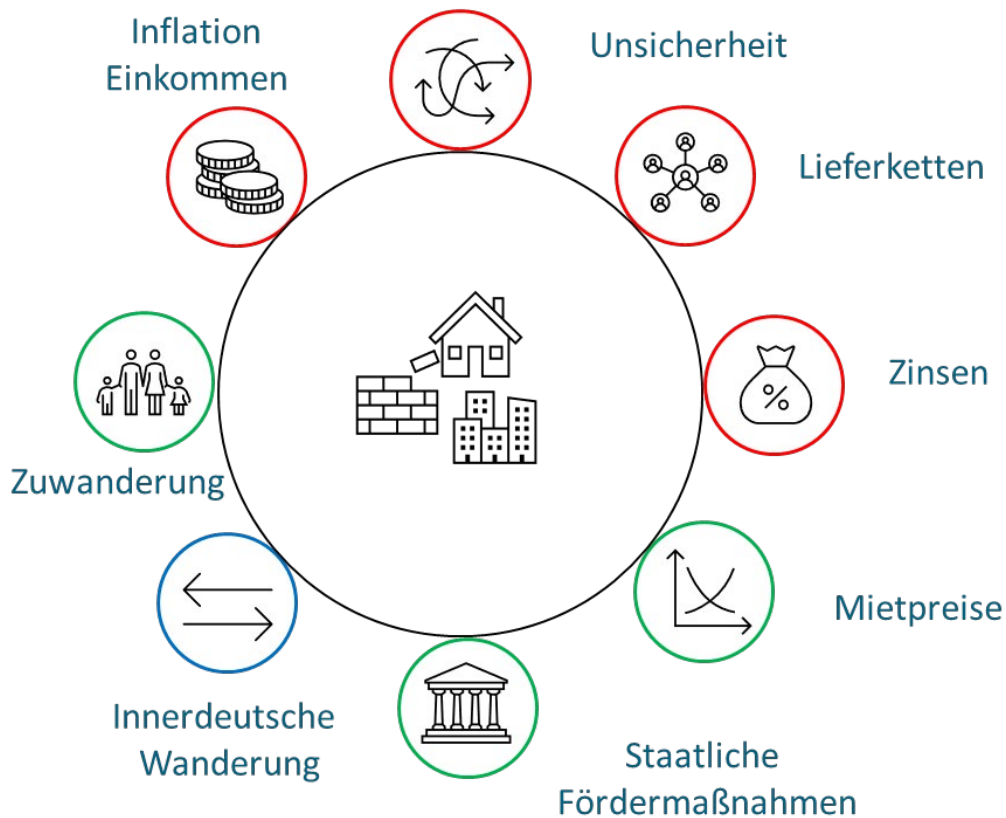 Inflation
Einkommen
Unsicherheit
Lieferketten
Zinsen
Zuwanderung
Mietpreise
Innerdeutsche
Wanderung
Staatliche
Fördermaßnahmen
%